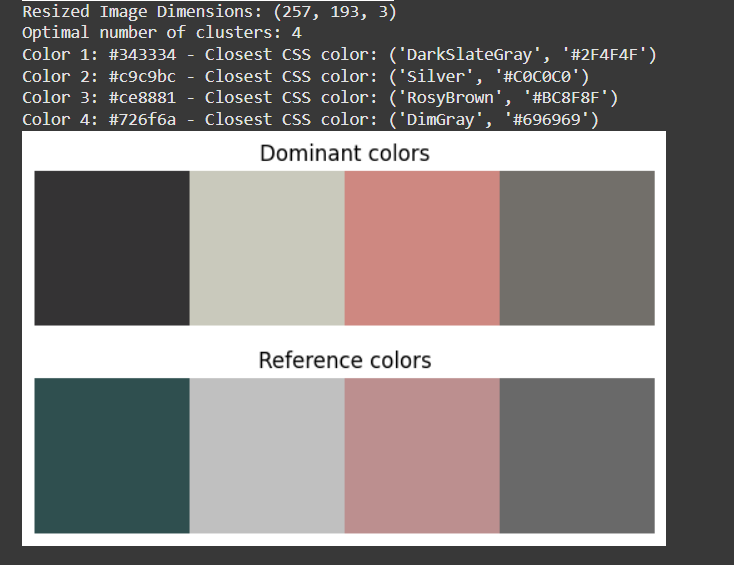 Resized Image Dimensions: (257, 193, 3)
Optimal number of clusters: 4
Color 1: #343334 - Closest CSS color: ('DarkSlateGray', '#2F4F4F')
Color 2: #c9c9bc - Closest CSS color: ('Silver', '#C0C0C0')
Color 3: #ce8881 - Closest CSS color: ('RosyBrown', '#BC8F8F')
Color 4: #726f6a - Closest CSS color: ('DimGray', '#696969')
Dominant colors
Reference colors